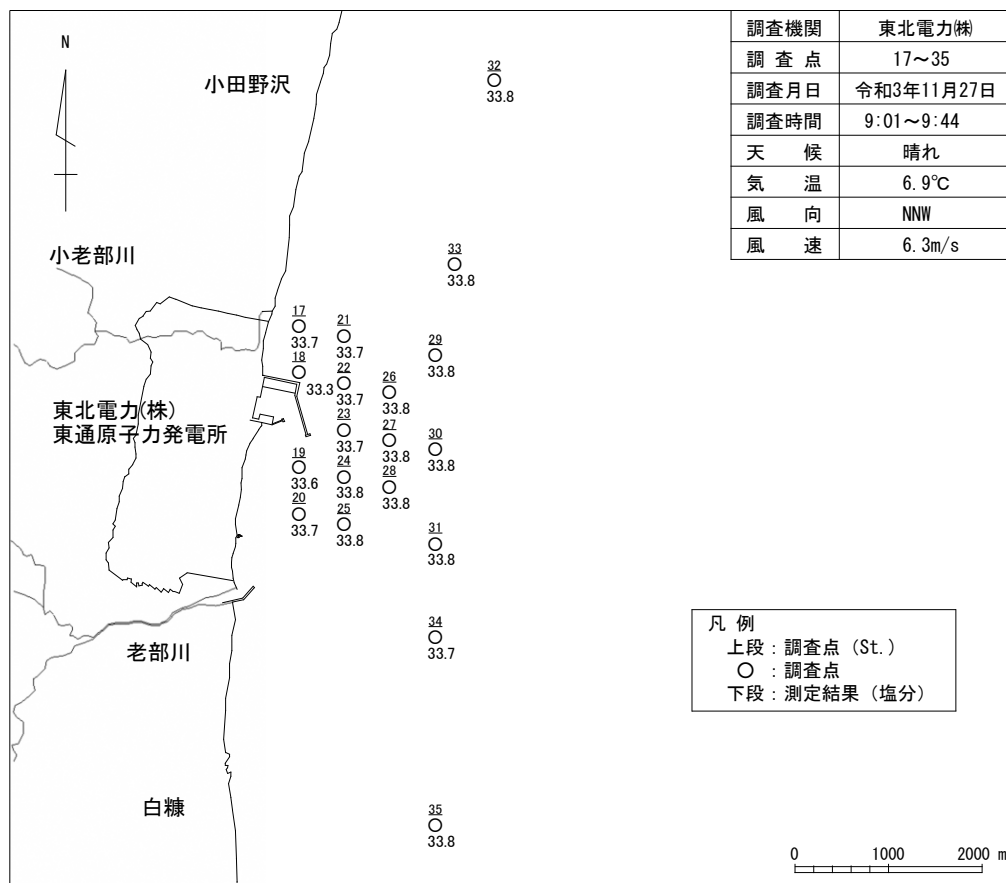 調査機関 東北電力㈱
調査点 17～35
調査月日 令和3年11月27日
調査時間 9:01～9:44
天候 晴れ
気温 6.9℃
風向 NNW
風速 6.3m/s
N
小田野沢
32
33.8
小老部川
33
33.8
17
33.7
21
33.7
29
33.8
18
33.3
22
33.7
26
33.8
東北電力(株)
東通原子力発電所
23
33.7
27
33.8
30
33.8
19
33.6
24
33.8
28
33.8
20
33.7
25
33.8
31
33.8
34
33.7
老部川
凡例
上段：調査点（St.）
○：調査点
下段：測定結果（塩分）
白糠
35
33.8
0 1000 2000 m